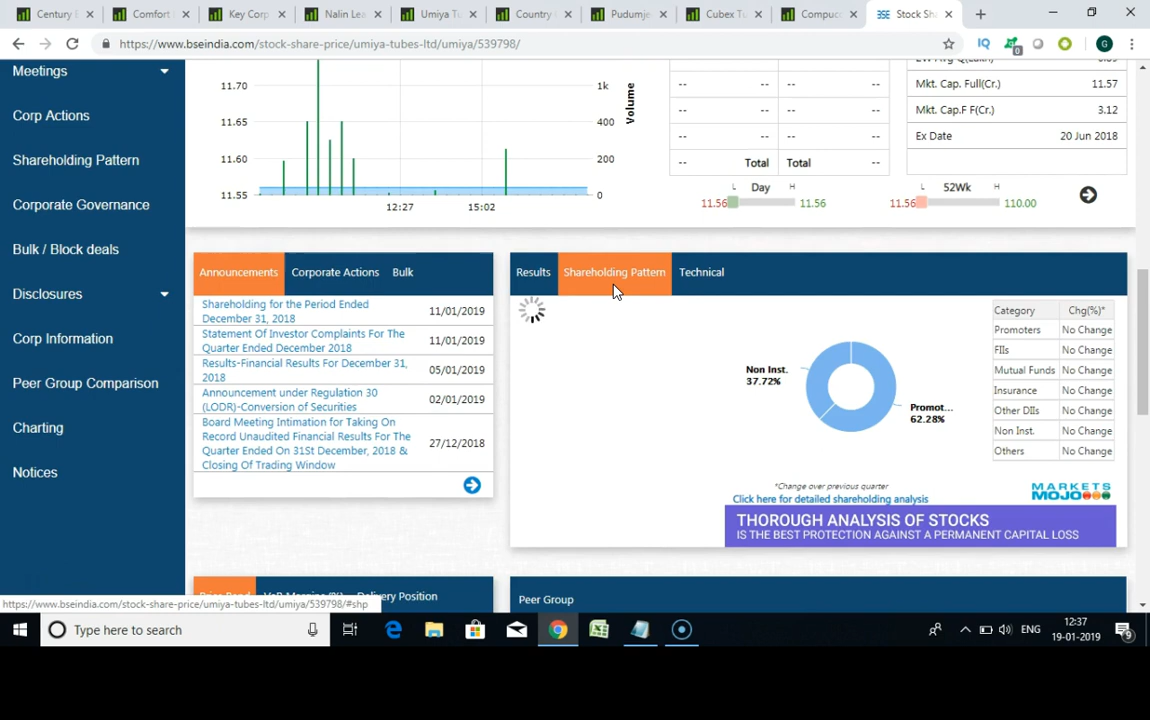 Century E
Comfort I
Key Corp
Nalin Lea
Umiya Tu
Country
Pudumje
Cubex Tu
Compuc
Stock Sha
https://www.bseindia.com/stock-share-price/umiya-tubes-ltd/umiya/539798/
IQ
0
G
Meetings
Corp Actions
Shareholding Pattern
Corporate Governance
Bulk / Block deals
Disclosures
Corp Information
Peer Group Comparison
Charting
Notices
11.70
11.65
11.60
11.55
1k
400
200
0
Volume
12:27 15:02
-- -- -- --
-- -- -- --
-- -- -- --
-- Total Total --
Mkt. Cap. Full(Cr.) 11.57
Mkt. Cap.F F(Cr.) 3.12
Ex Date 20 Jun 2018
L Day H
11.56 11.56
L 52Wk H
11.56 110.00
Announcements Corporate Actions Bulk
Shareholding for the Period Ended
December 31, 2018 11/01/2019
Statement Of Investor Complaints For The
Quarter Ended December 2018 11/01/2019
Results-Financial Results For December 31,
2018 05/01/2019
Announcement under Regulation 30
(LODR)-Conversion of Securities 02/01/2019
Board Meeting Intimation for Taking On
Record Unaudited Financial Results For The
Quarter Ended On 31St December, 2018 &
Closing Of Trading Window 27/12/2018
Results Shareholding Pattern Technical
Non Inst.
37.72%
Promot...
62.28%
Category Chg(%)*
Promoters No Change
FIIs No Change
Mutual Funds No Change
Insurance No Change
Other DIIs No Change
Non Inst. No Change
Others No Change
*Change over previous quarter
Click here for detailed shareholding analysis
MARKETS
MOJO
THOROUGH ANALYSIS OF STOCKS
IS THE BEST PROTECTION AGAINST A PERMANENT CAPITAL LOSS
Price Band VaR Margin (%) Delivery Position
Peer Group
https://www.bseindia.com/stock-share-price/umiya-tubes-ltd/umiya/539798/#shp
Type here to search
ENG
12:37
19-01-2019
9